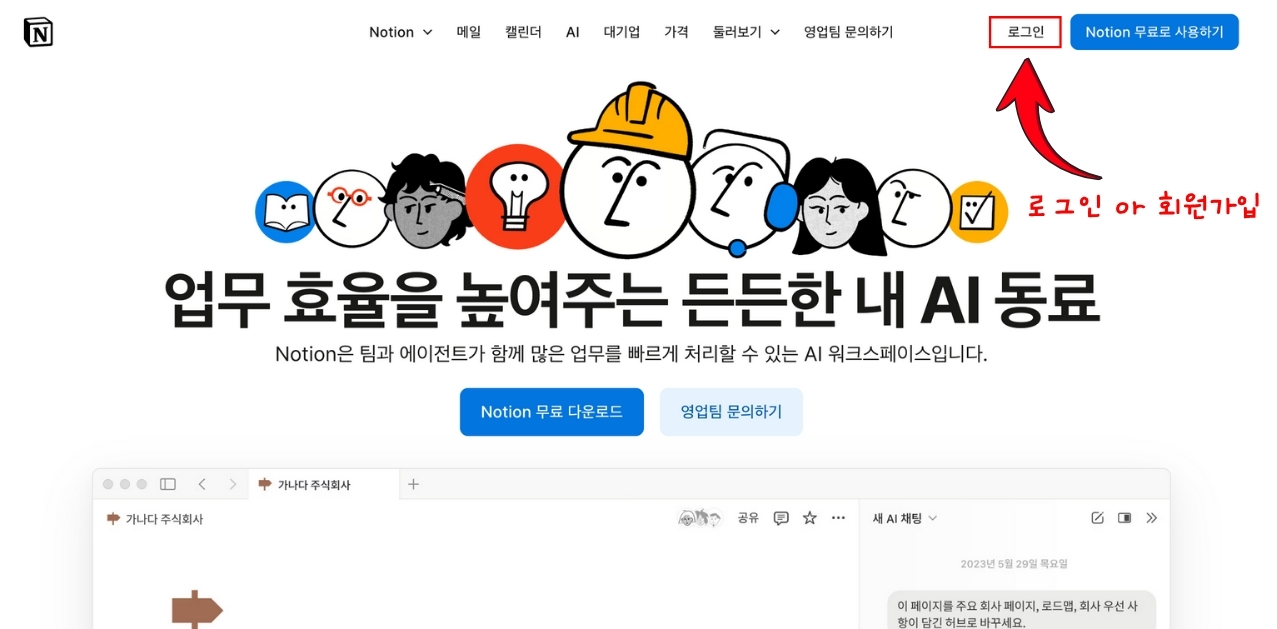 N
Notion 메일 캘린더 AI 대기업 가격 둘러보기 영업팀 문의하기 로그인 Notion 무료로 사용하기
로그인 or 회원가입
업무 효율을 높여주는 든든한 내 AI 동료
Notion은 팀과 에이전트가 함께 많은 업무를 빠르게 처리할 수 있는 AI 워크스페이스입니다.
Notion 무료 다운로드 영업팀 문의하기
가나다 주식회사
가나다 주식회사 공유 새 AI 채팅
2023년 5월 29일 목요일
이 페이지를 주요 회사 페이지, 로드맵, 회사 우선 사
항이 담긴 허브로 바꾸세요.